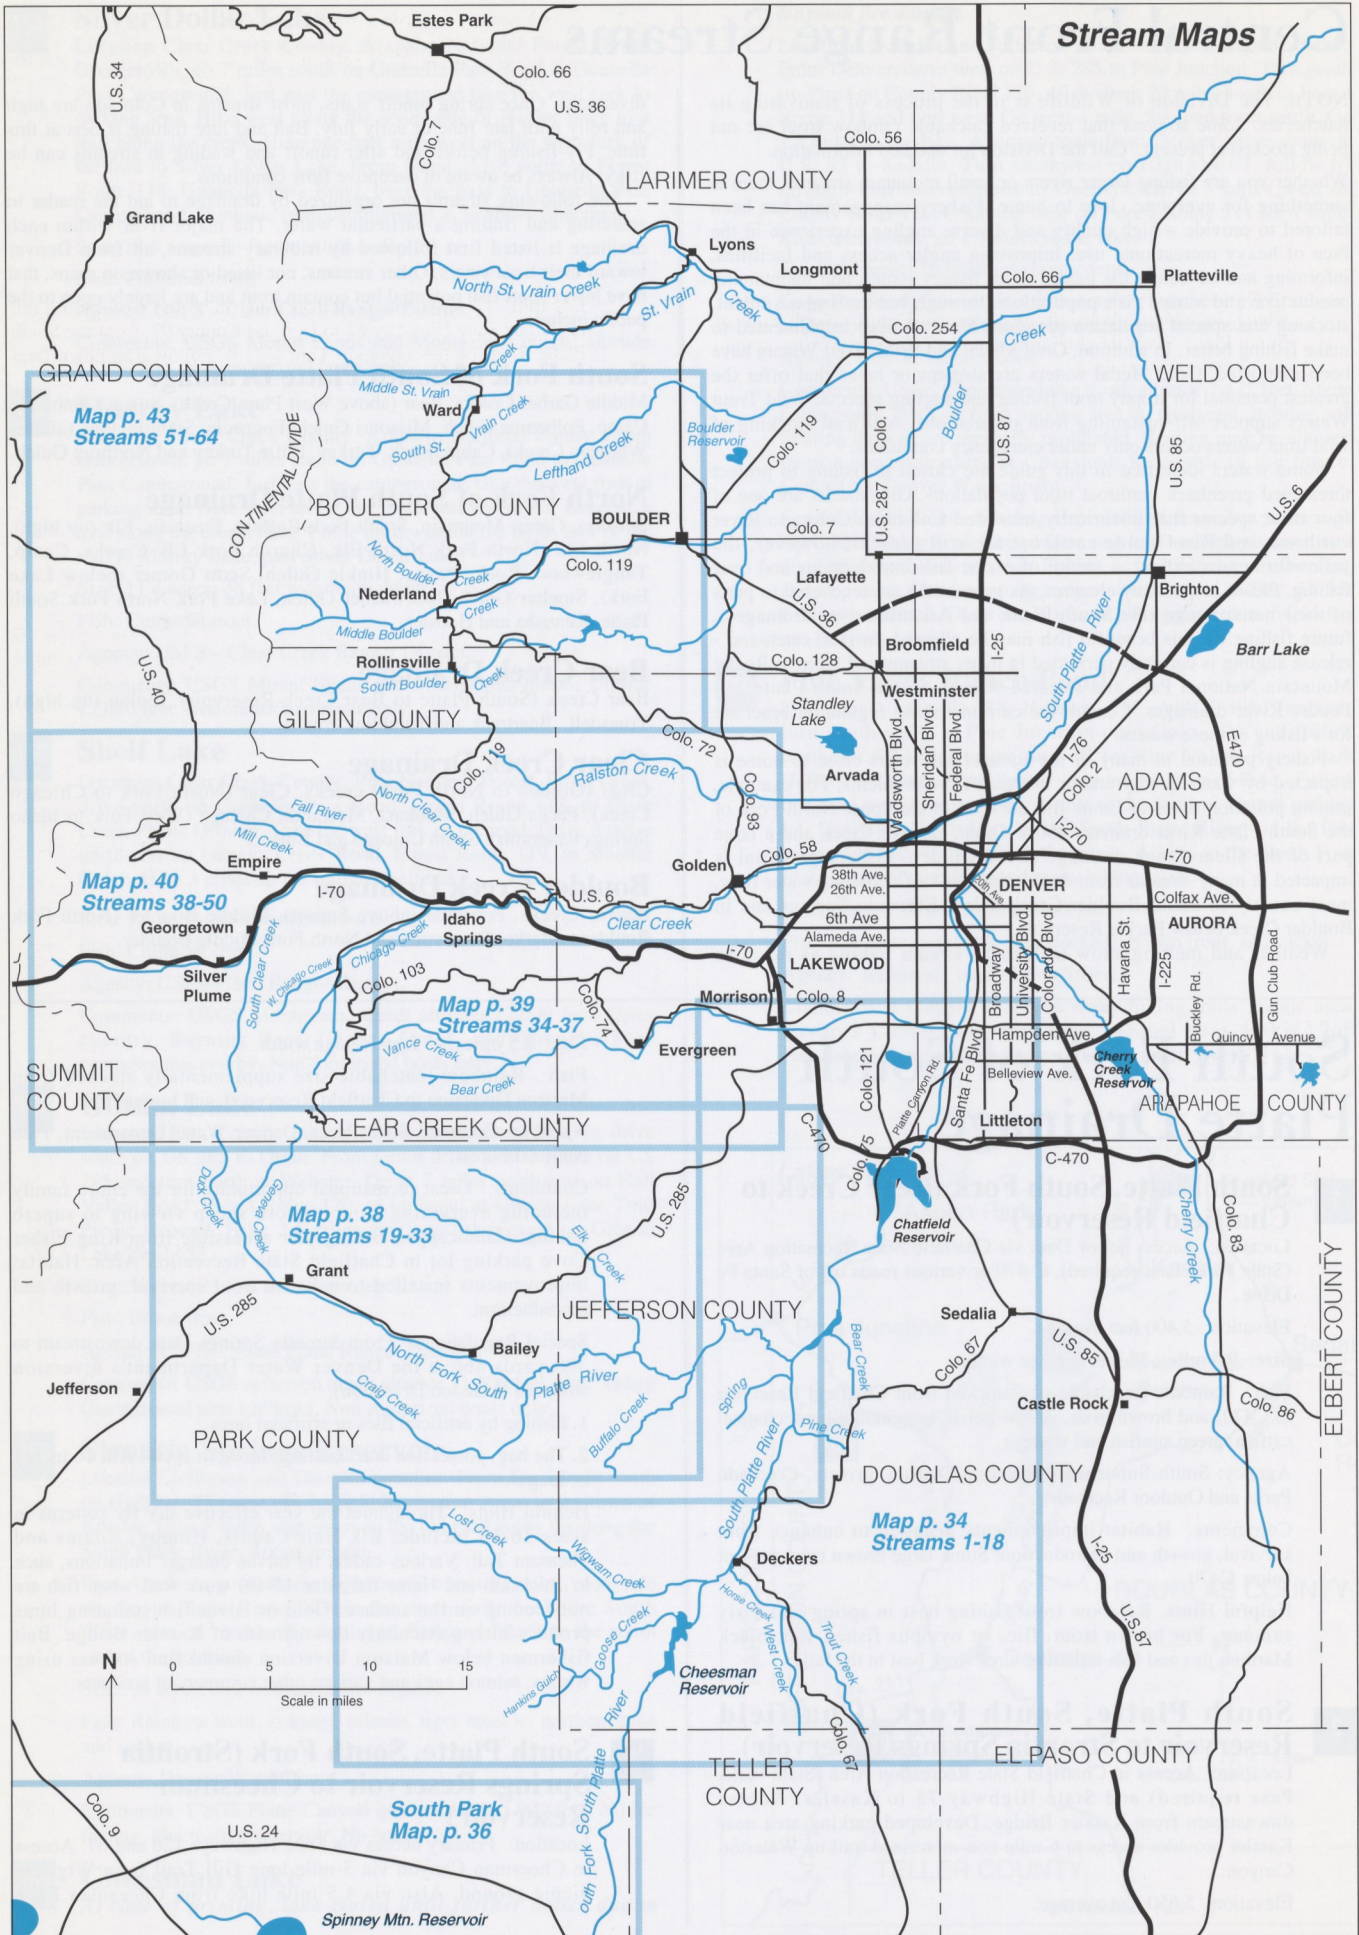 Stream Maps
Estes Park
Colo. 66
U.S. 34
U.S. 36
Colo. 7
Colo. 56
LARIMER COUNTY
Grand Lake
Lyons
Longmont
Colo. 66
Platteville
North St. Vrain Creek
St. Vrain
Creek
Colo. 254
Creek
GRAND COUNTY
Middle St. Vrain
Creek
WELD COUNTY
Map p. 43
Streams 51-64
Ward
South St.
Vrain Creek
Lefthand Creek
Boulder
Reservoir
Colo. 119
Colo. 1
Boulder
U.S. 87
U.S. 85
U.S. 6
CONTINENTAL DIVIDE
BOULDER COUNTY
BOULDER
Colo. 7
U.S. 287
Colo. 119
North Boulder
Creek
Lafayette
U.S. 36
Nederland
Creek
Brighton
Middle Boulder
Broomfield
I-25
South Platte River
Barr Lake
U.S. 40
Rollinsville
Colo. 128
South Boulder
Creek
Westminster
GILPIN COUNTY
Standley
Lake
Colo. 72
Colo. 119
Wadsworth Blvd.
Sheridan Blvd.
Federal Blvd.
I-76
E470
Ralston Creek
Arvada
Colo. 2
ADAMS
COUNTY
North Clear Creek
Fall River
Colo. 93
Mill Creek
I-270
Empire
Golden
Colo. 58
I-70
Map p. 40
Streams 38-50
38th Ave.
26th Ave.
I-70
U.S. 6
20th Ave.
DENVER
Colfax Ave.
Georgetown
Idaho
Springs
Clear Creek
6th Ave
AURORA
Chicago Creek
Alameda Ave.
I-70
LAKEWOOD
Silver
Plume
South Clear Creek
W. Chicago Creek
Colo. 103
Broadway
University Blvd.
Colorado Blvd.
Havana St.
I-225
Buckley Rd.
Gun Club Road
Map p. 39
Streams 34-37
Colo. 74
Morrison
Colo. 8
Hampden Ave.
Quincy Avenue
Vance Creek
Evergreen
Bear Creek
Colo. 121
Platte Canyon Rd.
Santa Fe Blvd.
Belleview Ave.
Cherry
Creek
Reservoir
SUMMIT
COUNTY
ARAPAHOE COUNTY
CLEAR CREEK COUNTY
C-470
Littleton
C-470
Colo. 75
Duck Creek
Geneva Creek
Map p. 38
Streams 19-33
U.S. 285
Chatfield
Reservoir
Cherry Creek
Colo. 83
Elk
Creek
Grant
U.S. 285
JEFFERSON COUNTY
Sedalia
ELBERT COUNTY
Bailey
Bear Creek
Colo. 67
U.S. 85
North Fork South
Platte River
Jefferson
Craig Creek
Spring
Castle Rock
Colo. 86
Buffalo Creek
Pine Creek
PARK COUNTY
South Platte River
DOUGLAS COUNTY
Map p. 34
Streams 1-18
Lost Creek
Wigwam Creek
Deckers
I-25
Horse Creek
West Creek
Trout Creek
U.S.87
Goose Creek
N
0 5 10 15
Scale in miles
Hankins Gulch
Cheesman
Reservoir
River
Colo. 67
EL PASO COUNTY
TELLER
COUNTY
South Platte
South Park
Map. p. 36
Colo. 9
U.S. 24
outh Fork
Spinney Mtn. Reservoir